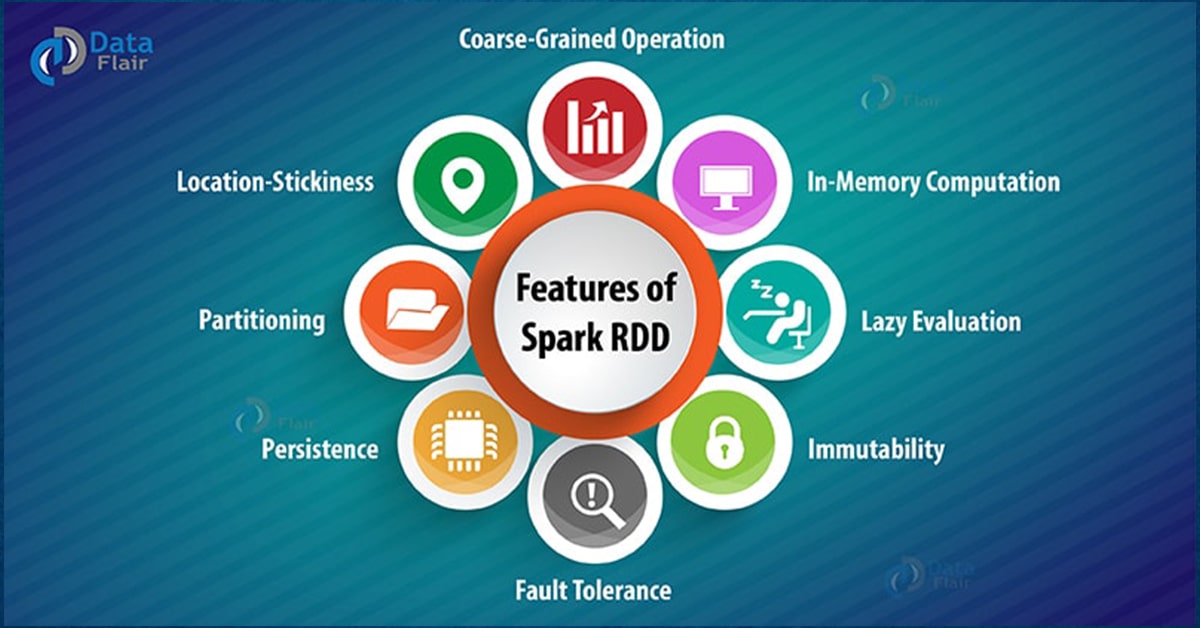 Data
Flair
Coarse-Grained Operation
Flair
Location-Stickiness
In-Memory Computation
Features of
Spark RDD
Partitioning
Lazy Evaluation
Flair
Persistence
Immutability
Fault Tolerance
Data
Flair